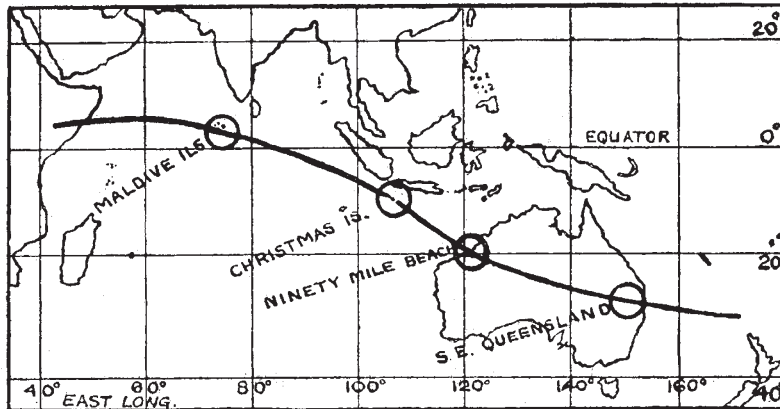 20°
EQUATOR
0°
MALDIVE ILS
CHRISTMAS IS.
NINETY MILE BEACH
20°
S.E. QUEENSLAND
40° 60° 80° 100° 120° 140° 160° 40°
EAST LONG.